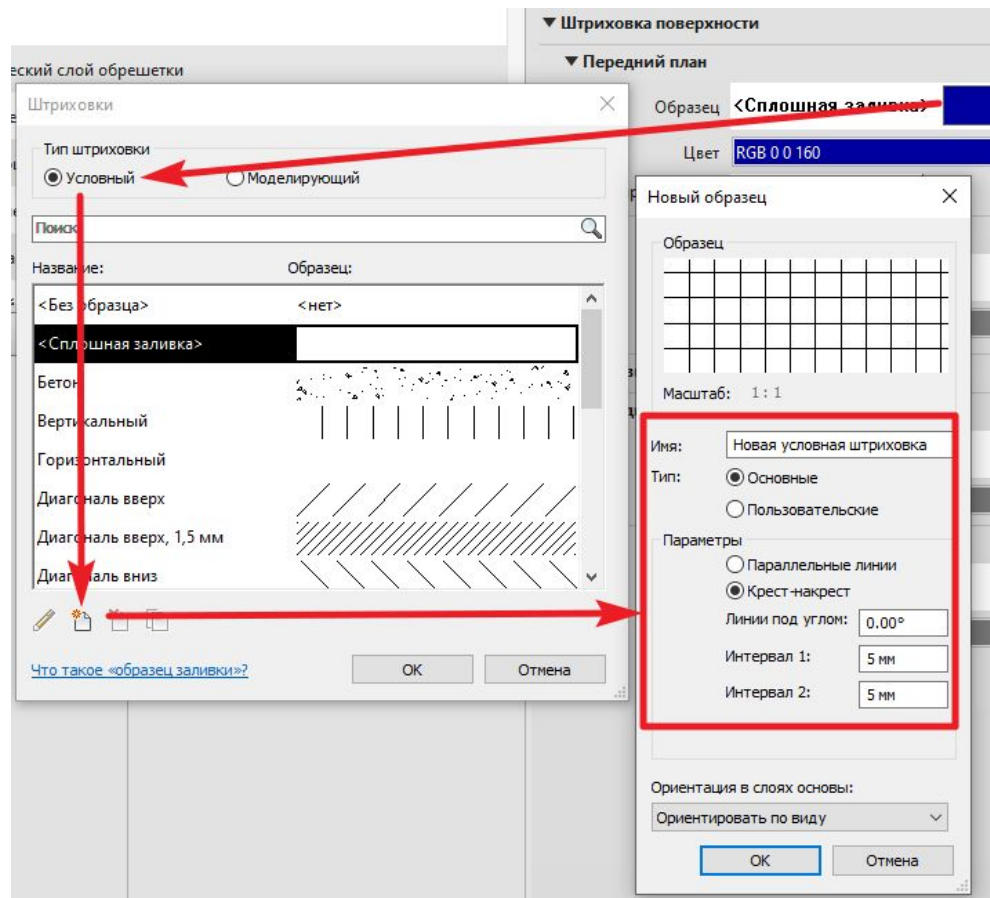 Штриховка поверхности
Передний план
еский слой обрешетки
Образец <Сплошная заливка>
Цвет RGB 0 0 160
Штриховки
Тип штриховки
Условный Моделирующий
Поиск
Название: Образец:
<Без образца> <нет>
<Сплошная заливка>
Бетон
Вертикальный
Горизонтальный
Диагональ вверх
Диагональ вверх, 1,5 мм
Диагональ вниз
Что такое «образец заливки»?
ОК Отмена
Новый образец
Образец
Масштаб: 1 : 1
Имя: Новая условная штриховка
Тип: Основные
Пользовательские
Параметры
Параллельные линии
Крест-накрест
Линии под углом: 0.00°
Интервал 1: 5 мм
Интервал 2: 5 мм
Ориентация в слоях основы:
Ориентировать по виду
ОК Отмена